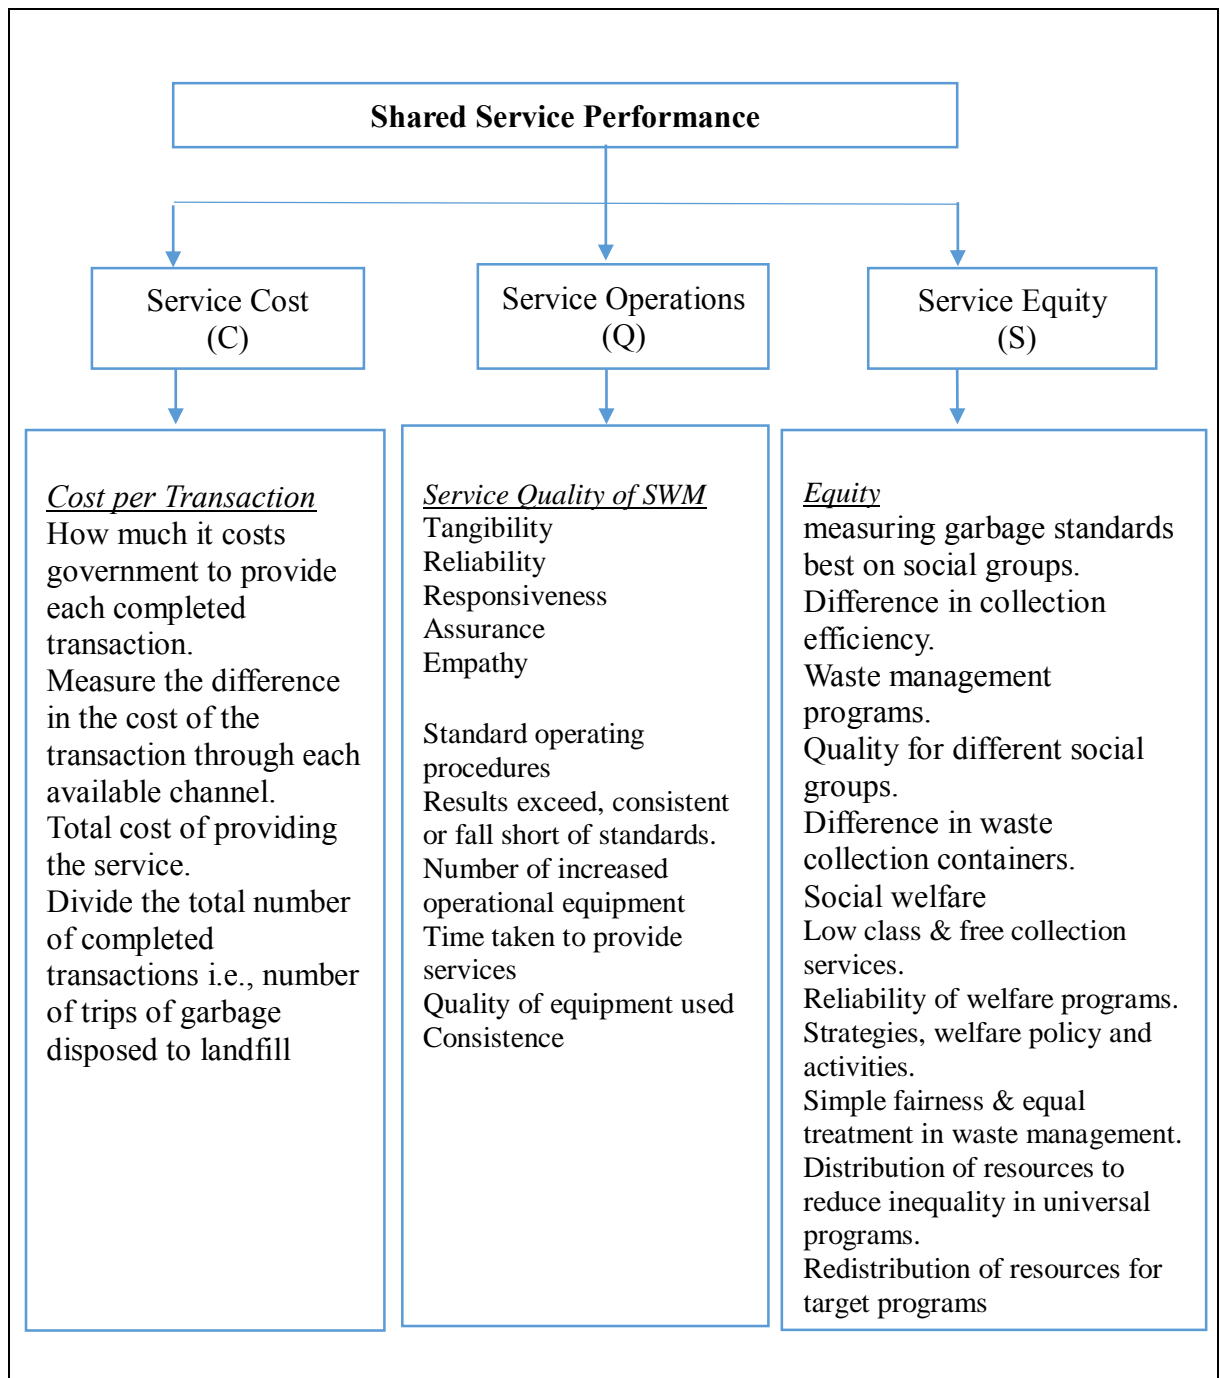 Shared Service Performance
Service Cost
(C)
Service Operations
(Q)
Service Equity
(S)
Cost per Transaction
How much it costs
government to provide
each completed
transaction.
Measure the difference
in the cost of the
transaction through each
available channel.
Total cost of providing
the service.
Divide the total number
of completed
transactions i.e., number
of trips of garbage
disposed to landfill
Service Quality of SWM
Tangibility
Reliability
Responsiveness
Assurance
Empathy
Standard operating
procedures
Results exceed, consistent
or fall short of standards.
Number of increased
operational equipment
Time taken to provide
services
Quality of equipment used
Consistence
Equity
measuring garbage standards
best on social groups.
Difference in collection
efficiency.
Waste management
programs.
Quality for different social
groups.
Difference in waste
collection containers.
Social welfare
Low class & free collection
services.
Reliability of welfare programs.
Strategies, welfare policy and
activities.
Simple fairness & equal
treatment in waste management.
Distribution of resources to
reduce inequality in universal
programs.
Redistribution of resources for
target programs